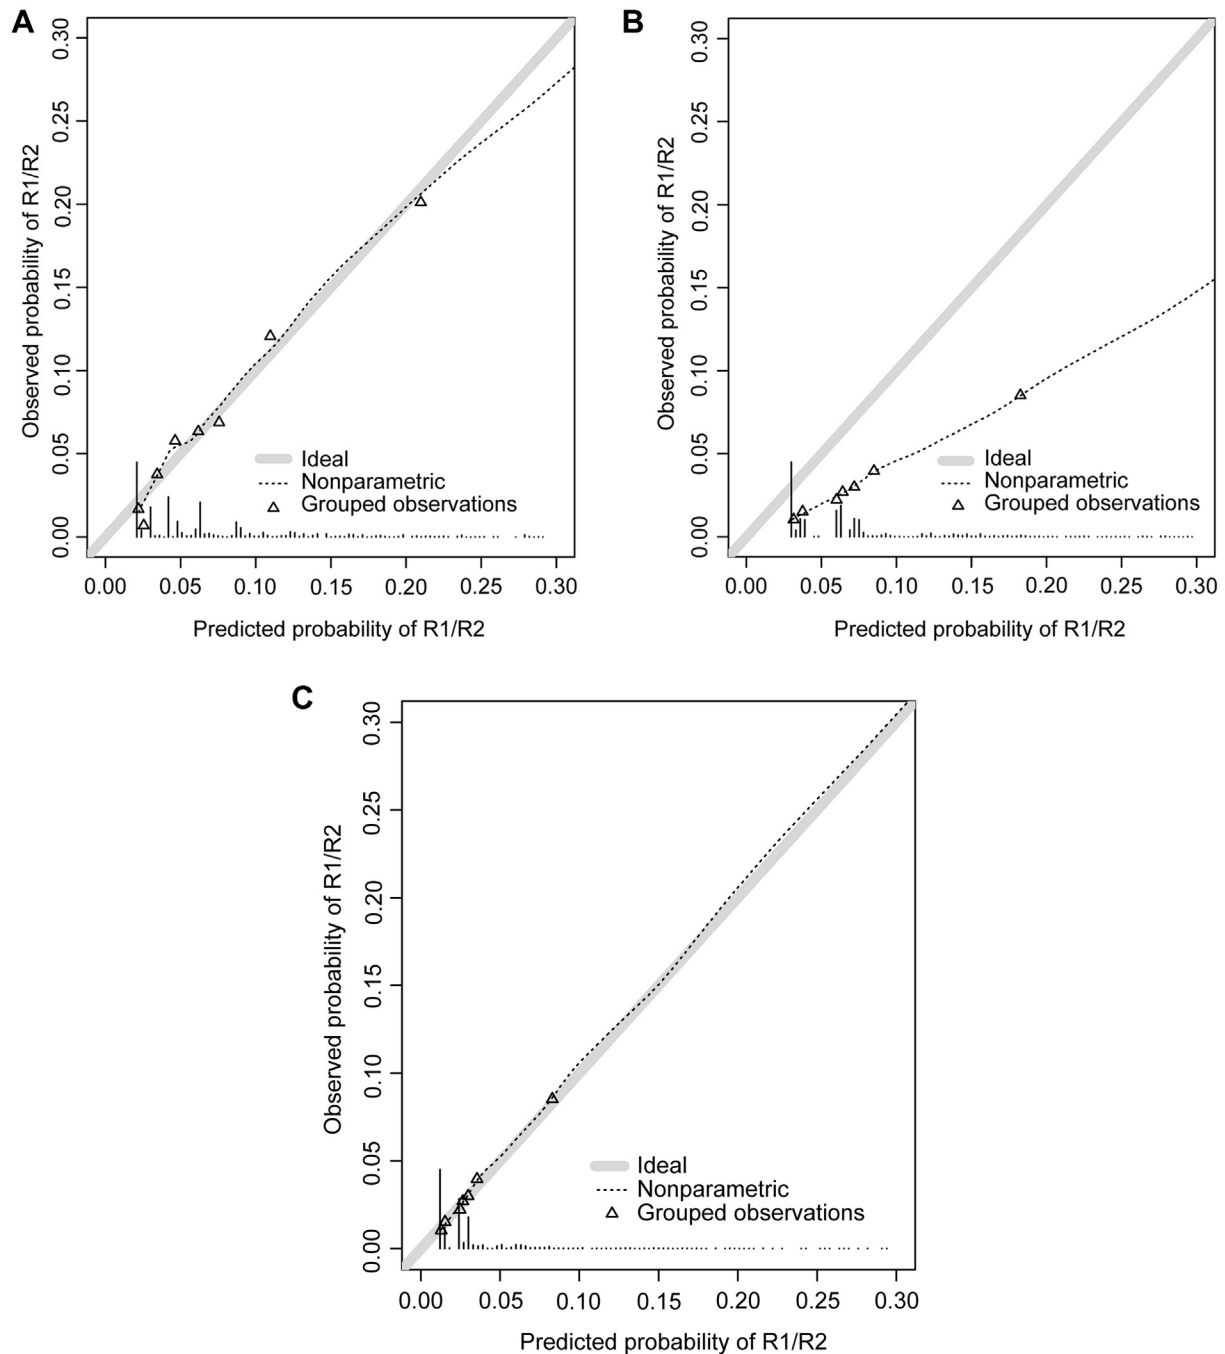 A
Observed probability of R1/R2
0.30
0.25
0.20
0.15
0.10
0.05
0.00
Ideal
Nonparametric
Grouped observations
0.00 0.05 0.10 0.15 0.20 0.25 0.30
Predicted probability of R1/R2
B
Observed probability of R1/R2
0.30
0.25
0.20
0.15
0.10
0.05
0.00
Ideal
Nonparametric
Grouped observations
0.00 0.05 0.10 0.15 0.20 0.25 0.30
Predicted probability of R1/R2
C
Observed probability of R1/R2
0.30
0.25
0.20
0.15
0.10
0.05
0.00
Ideal
Nonparametric
Grouped observations
0.00 0.05 0.10 0.15 0.20 0.25 0.30
Predicted probability of R1/R2